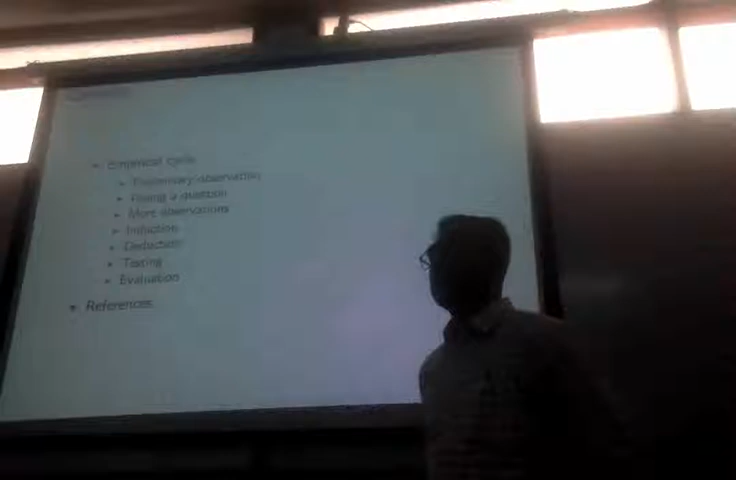 Empirical cycle
Preliminary observation
Posing a question
More observations
Induction
Deduction
Testing
Evaluation
References